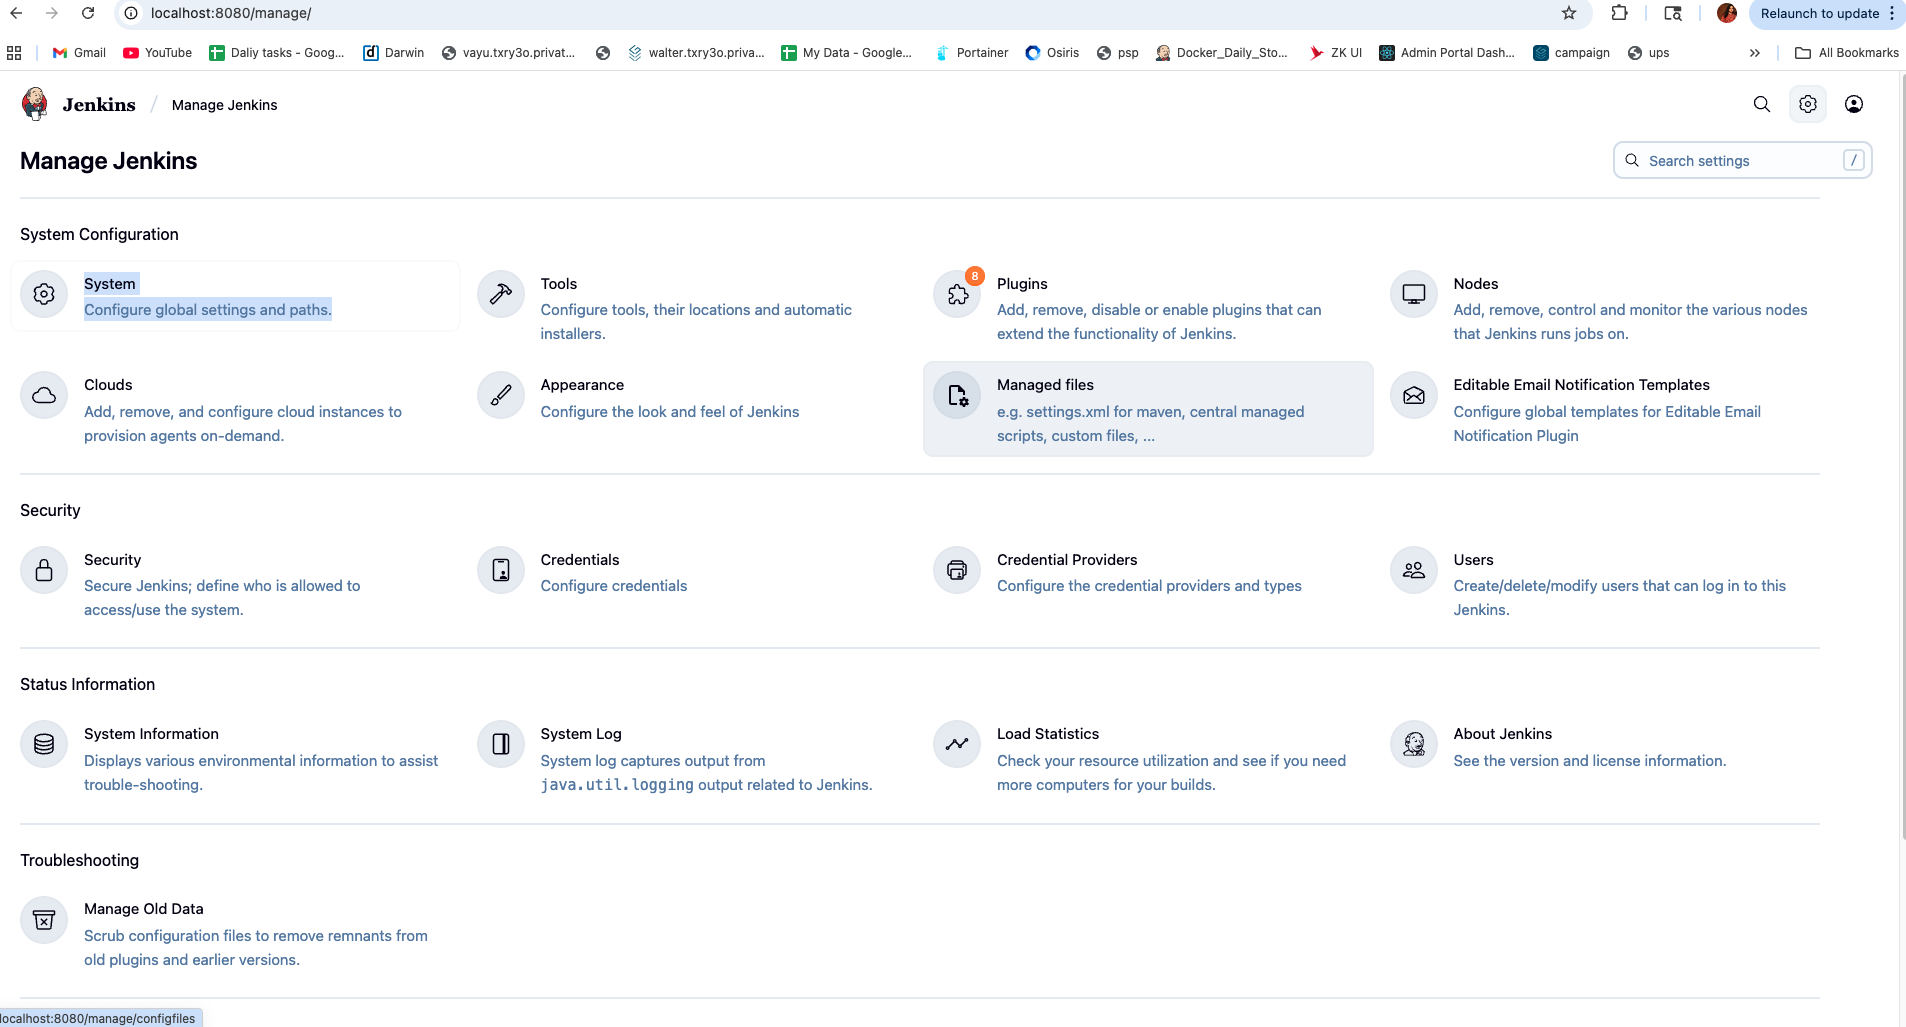 localhost:8080/manage/
Relaunch to update
Gmail
YouTube
Daliy tasks - Goog...
Darwin
vayu.txry3o.privat...
walter.txry3o.priva...
My Data - Google...
Portainer
Osiris
psp
Docker_Daily_Sto...
ZK UI
Admin Portal Dash...
campaign
ups
All Bookmarks
Jenkins / Manage Jenkins
Manage Jenkins
Search settings
/
System Configuration
System
Configure global settings and paths.
Tools
Configure tools, their locations and automatic
installers.
8
Plugins
Add, remove, disable or enable plugins that can
extend the functionality of Jenkins.
Nodes
Add, remove, control and monitor the various nodes
that Jenkins runs jobs on.
Clouds
Add, remove, and configure cloud instances to
provision agents on-demand.
Appearance
Configure the look and feel of Jenkins
Managed files
e.g. settings.xml for maven, central managed
scripts, custom files, ...
Editable Email Notification Templates
Configure global templates for Editable Email
Notification Plugin
Security
Security
Secure Jenkins; define who is allowed to
access/use the system.
Credentials
Configure credentials
Credential Providers
Configure the credential providers and types
Users
Create/delete/modify users that can log in to this
Jenkins.
Status Information
System Information
Displays various environmental information to assist
trouble-shooting.
System Log
System log captures output from
java.util.logging output related to Jenkins.
Load Statistics
Check your resource utilization and see if you need
more computers for your builds.
About Jenkins
See the version and license information.
Troubleshooting
Manage Old Data
Scrub configuration files to remove remnants from
old plugins and earlier versions.
localhost:8080/manage/configfiles